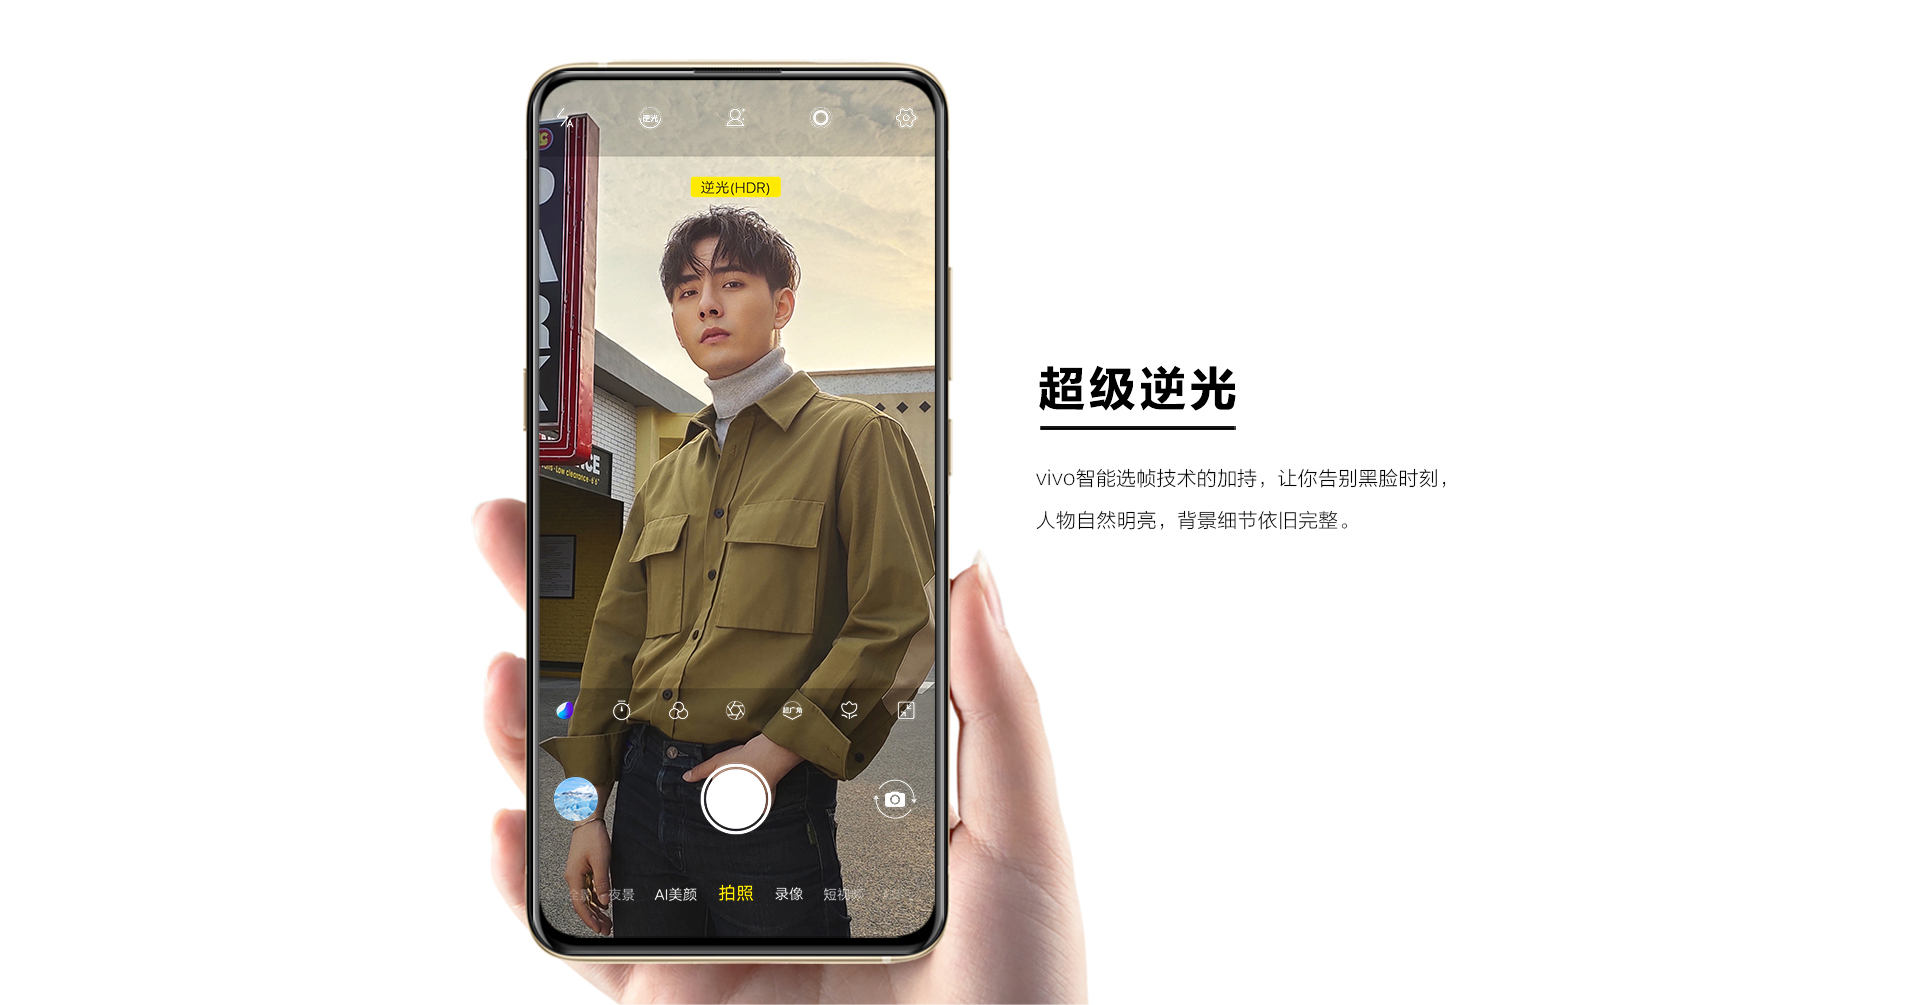 逆光
逆光(HDR)
PARK
超广角
夜景
AI美颜
拍照
录像
短视频
超级逆光
vivo智能选帧技术的加持，让你告别黑脸时刻，
人物自然明亮，背景细节依旧完整。